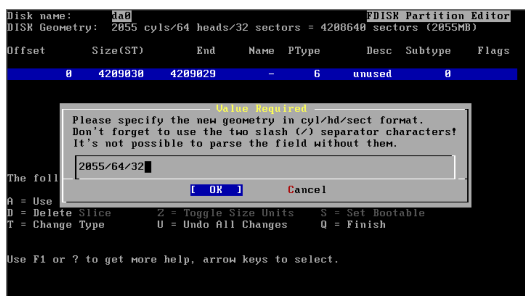 Disk name: da0 FDISK Partition Editor
DISK Geometry: 2055 cyls/64 heads/32 sectors = 4208640 sectors (2055MB)
Offset Size(ST) End Name PType Desc Subtype Flags
0 4209030 4209029 - 6 unused 0
Value Required
Please specify the new geometry in cyl/hd/sect format.
Don't forget to use the two slash (/) separator characters!
It's not possible to parse the field without them.
2055/64/32
The foll
[ OK ] Cancel
A = Use
D = Delete Slice Z = Toggle Size Units S = Set Bootable
T = Change Type U = Undo All Changes Q = Finish
Use F1 or ? to get more help, arrow keys to select.